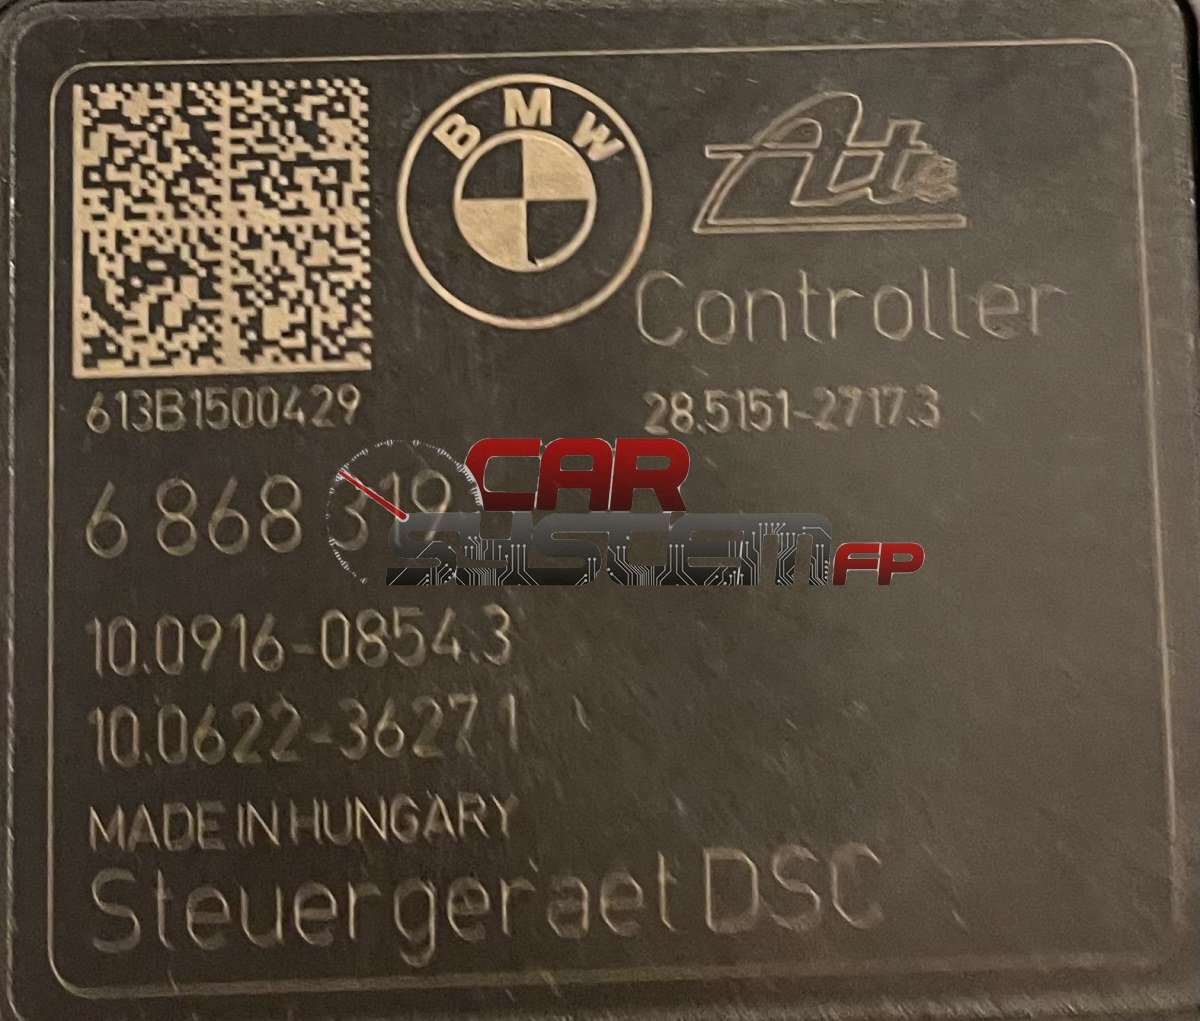 BMW
Ate
Controller
613B1500429
28.5151-2717.3
6 868 319
CAR
SYSTEM FP
10.0916-0854.3
10.0622-3627.1
MADE IN HUNGARY
Steuergeraet DSC